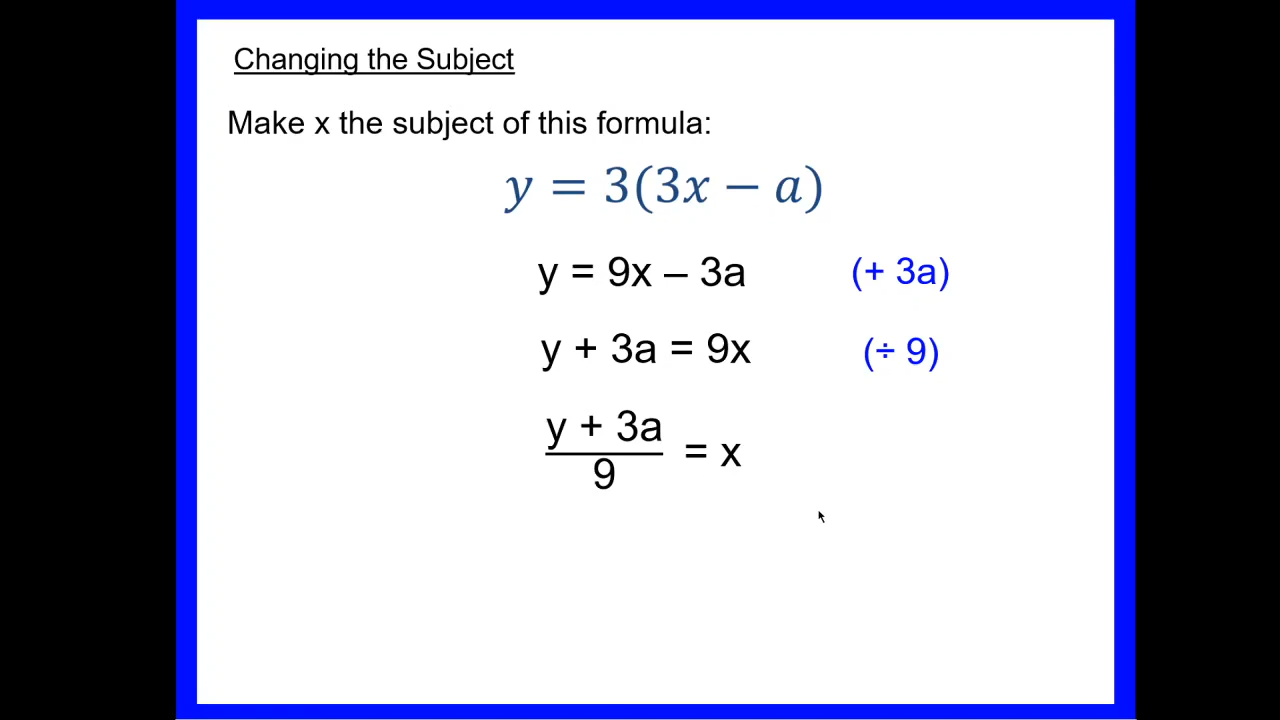 Changing the Subject
Make x the subject of this formula:
y = 3(3x − a)
y = 9x – 3a (+ 3a)
y + 3a = 9x (÷ 9)
y + 3a
9
= x